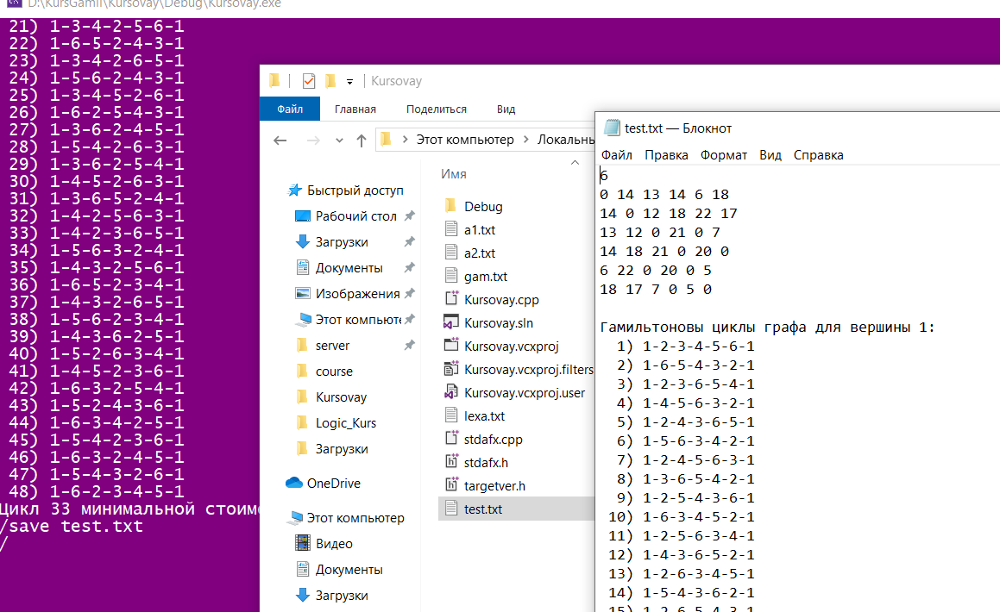 D:\KursGamil\Kursovay\Debug\Kursovay.exe
21) 1-3-4-2-5-6-1
22) 1-6-5-2-4-3-1
23) 1-3-4-2-6-5-1
24) 1-5-6-2-4-3-1
25) 1-3-4-5-2-6-1
26) 1-6-2-5-4-3-1
27) 1-3-6-2-4-5-1
28) 1-5-4-2-6-3-1
29) 1-3-6-2-5-4-1
30) 1-4-5-2-6-3-1
31) 1-3-6-5-2-4-1
32) 1-4-2-5-6-3-1
33) 1-4-2-3-6-5-1
34) 1-5-6-3-2-4-1
35) 1-4-3-2-5-6-1
36) 1-6-5-2-3-4-1
37) 1-4-3-2-6-5-1
38) 1-5-6-2-3-4-1
39) 1-4-3-6-2-5-1
40) 1-5-2-6-3-4-1
41) 1-4-5-2-3-6-1
42) 1-6-3-2-5-4-1
43) 1-5-2-4-3-6-1
44) 1-6-3-4-2-5-1
45) 1-5-4-2-3-6-1
46) 1-6-3-2-4-5-1
47) 1-5-4-3-2-6-1
48) 1-6-2-3-4-5-1
Цикл 33 минимальной стоим
/save test.txt
/
Kursovay
Файл Главная Поделиться Вид
Этот компьютер Локальны
Быстрый доступ
Рабочий стол
Загрузки
Документы
Изображения
Этот компьюте
server
course
Kursovay
Logic_Kurs
Загрузки
OneDrive
Этот компьютер
Видео
Документы
Загрузки
Имя
Debug
a1.txt
a2.txt
gam.txt
Kursovay.cpp
Kursovay.sln
Kursovay.vcxproj
Kursovay.vcxproj.filters
Kursovay.vcxproj.user
lexa.txt
stdafx.cpp
stdafx.h
targetver.h
test.txt
test.txt — Блокнот
Файл Правка Формат Вид Справка
6
0 14 13 14 6 18
14 0 12 18 22 17
13 12 0 21 0 7
14 18 21 0 20 0
6 22 0 20 0 5
18 17 7 0 5 0
Гамильтоновы циклы графа для вершины 1:
1) 1-2-3-4-5-6-1
2) 1-6-5-4-3-2-1
3) 1-2-3-6-5-4-1
4) 1-4-5-6-3-2-1
5) 1-2-4-3-6-5-1
6) 1-5-6-3-4-2-1
7) 1-2-4-5-6-3-1
8) 1-3-6-5-4-2-1
9) 1-2-5-4-3-6-1
10) 1-6-3-4-5-2-1
11) 1-2-5-6-3-4-1
12) 1-4-3-6-5-2-1
13) 1-2-6-3-4-5-1
14) 1-5-4-3-6-2-1
15) 1-2-6-5-4-3-1